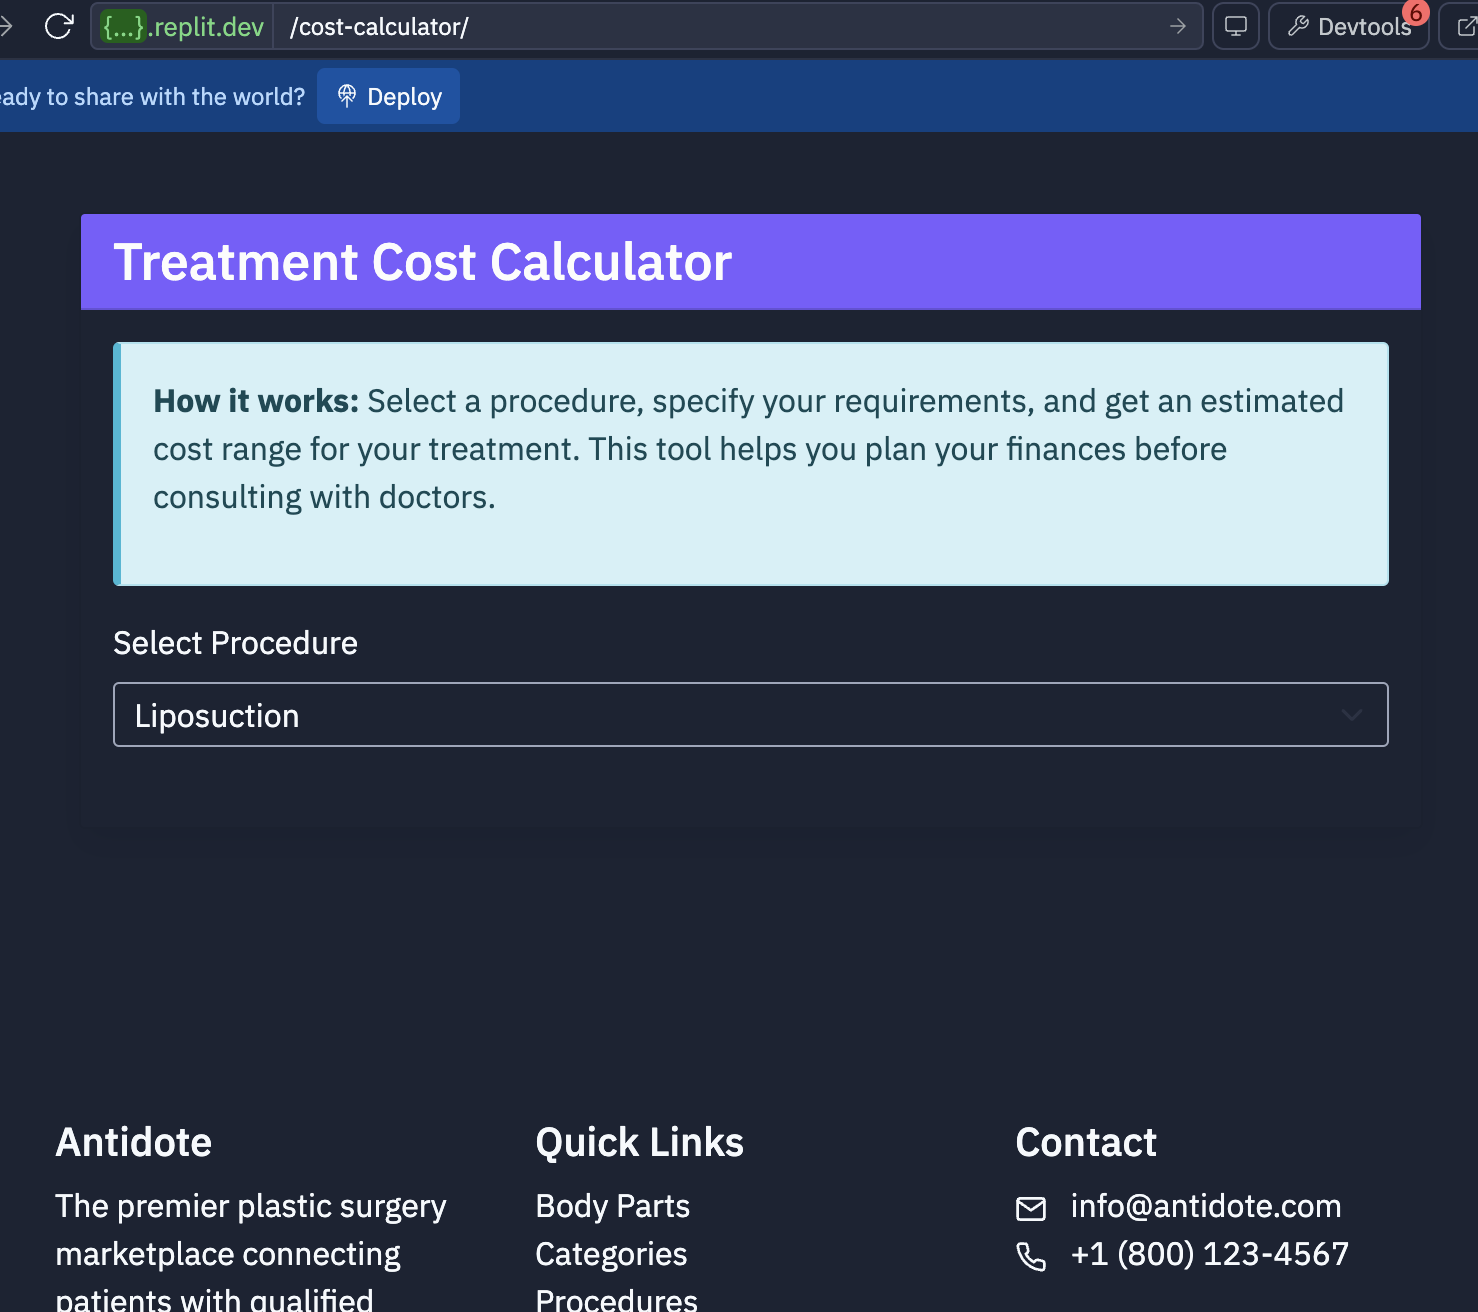 {...}.replit.dev /cost-calculator/ Devtools 6
ady to share with the world? Deploy
Treatment Cost Calculator
How it works: Select a procedure, specify your requirements, and get an estimated
cost range for your treatment. This tool helps you plan your finances before
consulting with doctors.
Select Procedure
Liposuction
Antidote
The premier plastic surgery
marketplace connecting
patients with qualified
Quick Links
Body Parts
Categories
Procedures
Contact
info@antidote.com
+1 (800) 123-4567